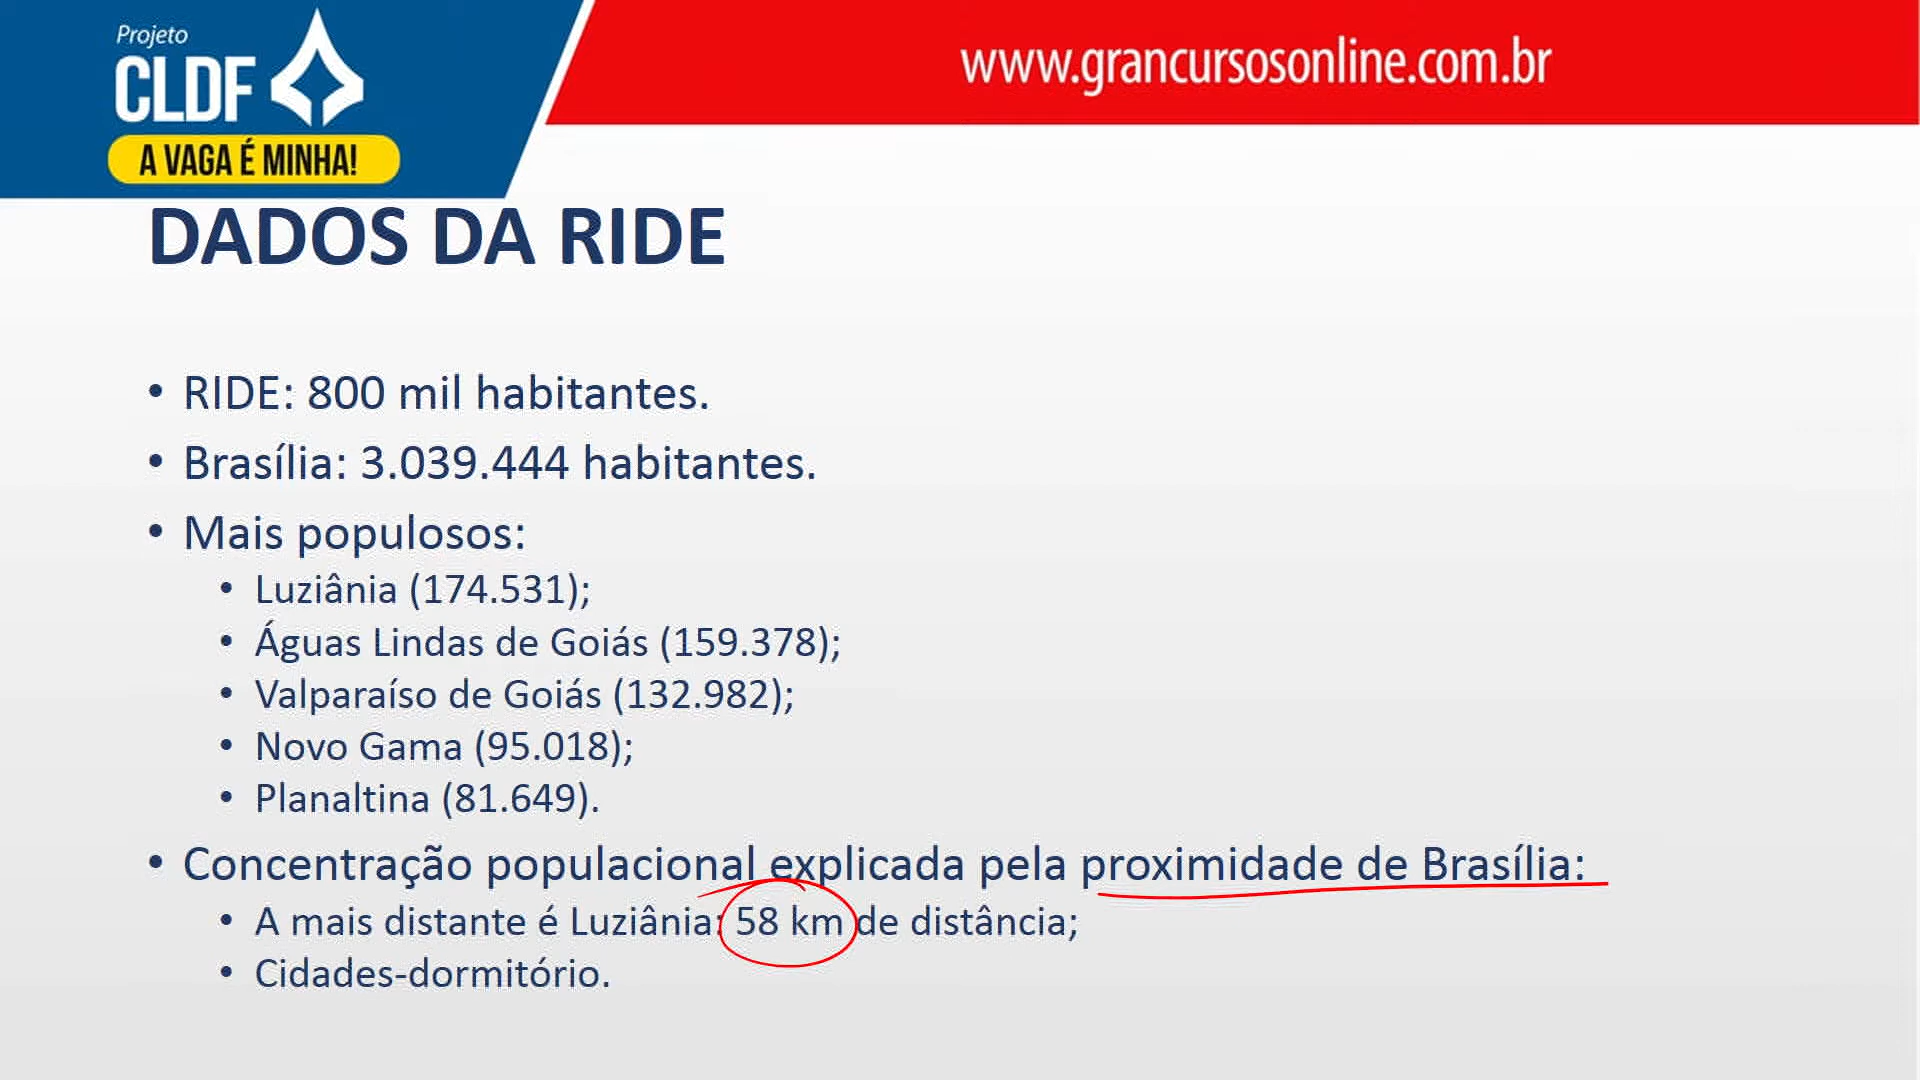 Projeto
CLDF
A VAGA É MINHA!
www.grancursosonline.com.br
DADOS DA RIDE
• RIDE: 800 mil habitantes.
• Brasília: 3.039.444 habitantes.
• Mais populosos:
• Luziânia (174.531);
• Águas Lindas de Goiás (159.378);
• Valparaíso de Goiás (132.982);
• Novo Gama (95.018);
• Planaltina (81.649).
• Concentração populacional explicada pela proximidade de Brasília:
• A mais distante é Luziânia: 58 km de distância;
• Cidades-dormitório.